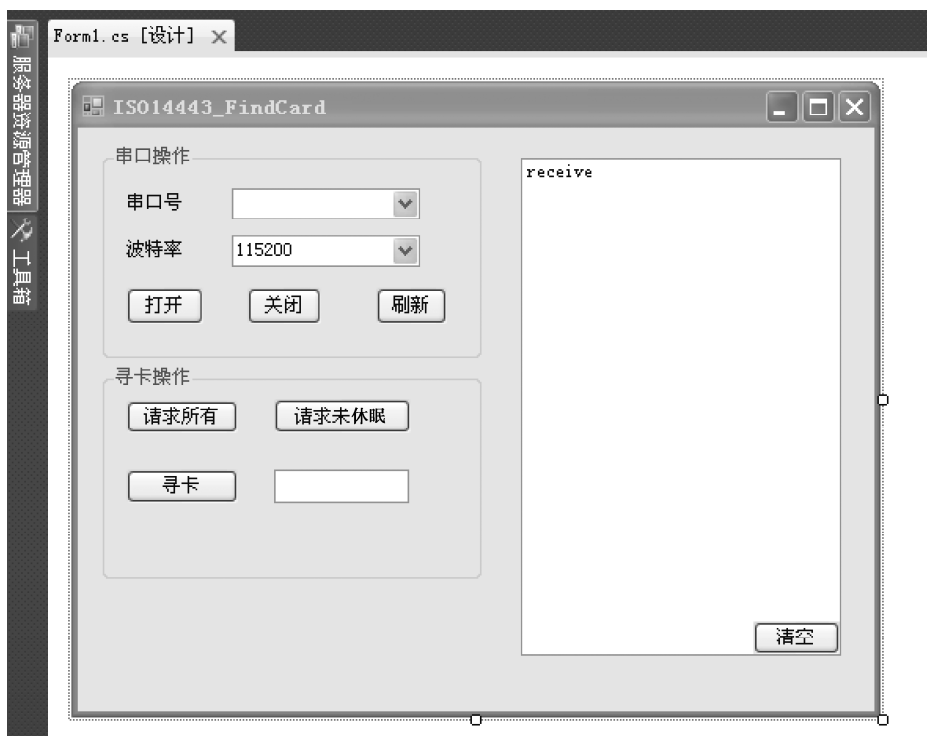 Form1.cs [设计]
服务器资源管理器
工具箱
ISO14443_FindCard
串口操作
串口号
波特率
115200
打开
关闭
刷新
寻卡操作
请求所有
请求未休眠
寻卡
receive
清空